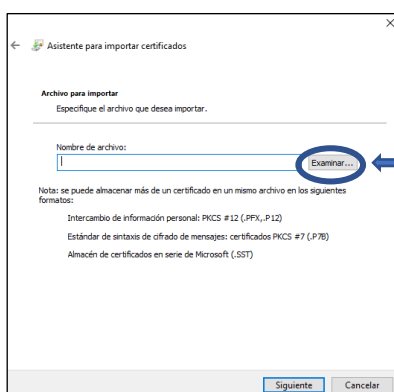 Asistente para importar certificados
Archivo para importar
Especifique el archivo que desea importar.
Nombre de archivo:
Examinar...
Nota: se puede almacenar más de un certificado en un mismo archivo en los siguientes
formatos:
Intercambio de información personal: PKCS #12 (.PFX,.P12)
Estándar de sintaxis de cifrado de mensajes: certificados PKCS #7 (.P7B)
Almacén de certificados en serie de Microsoft (.SST)
Siguiente
Cancelar